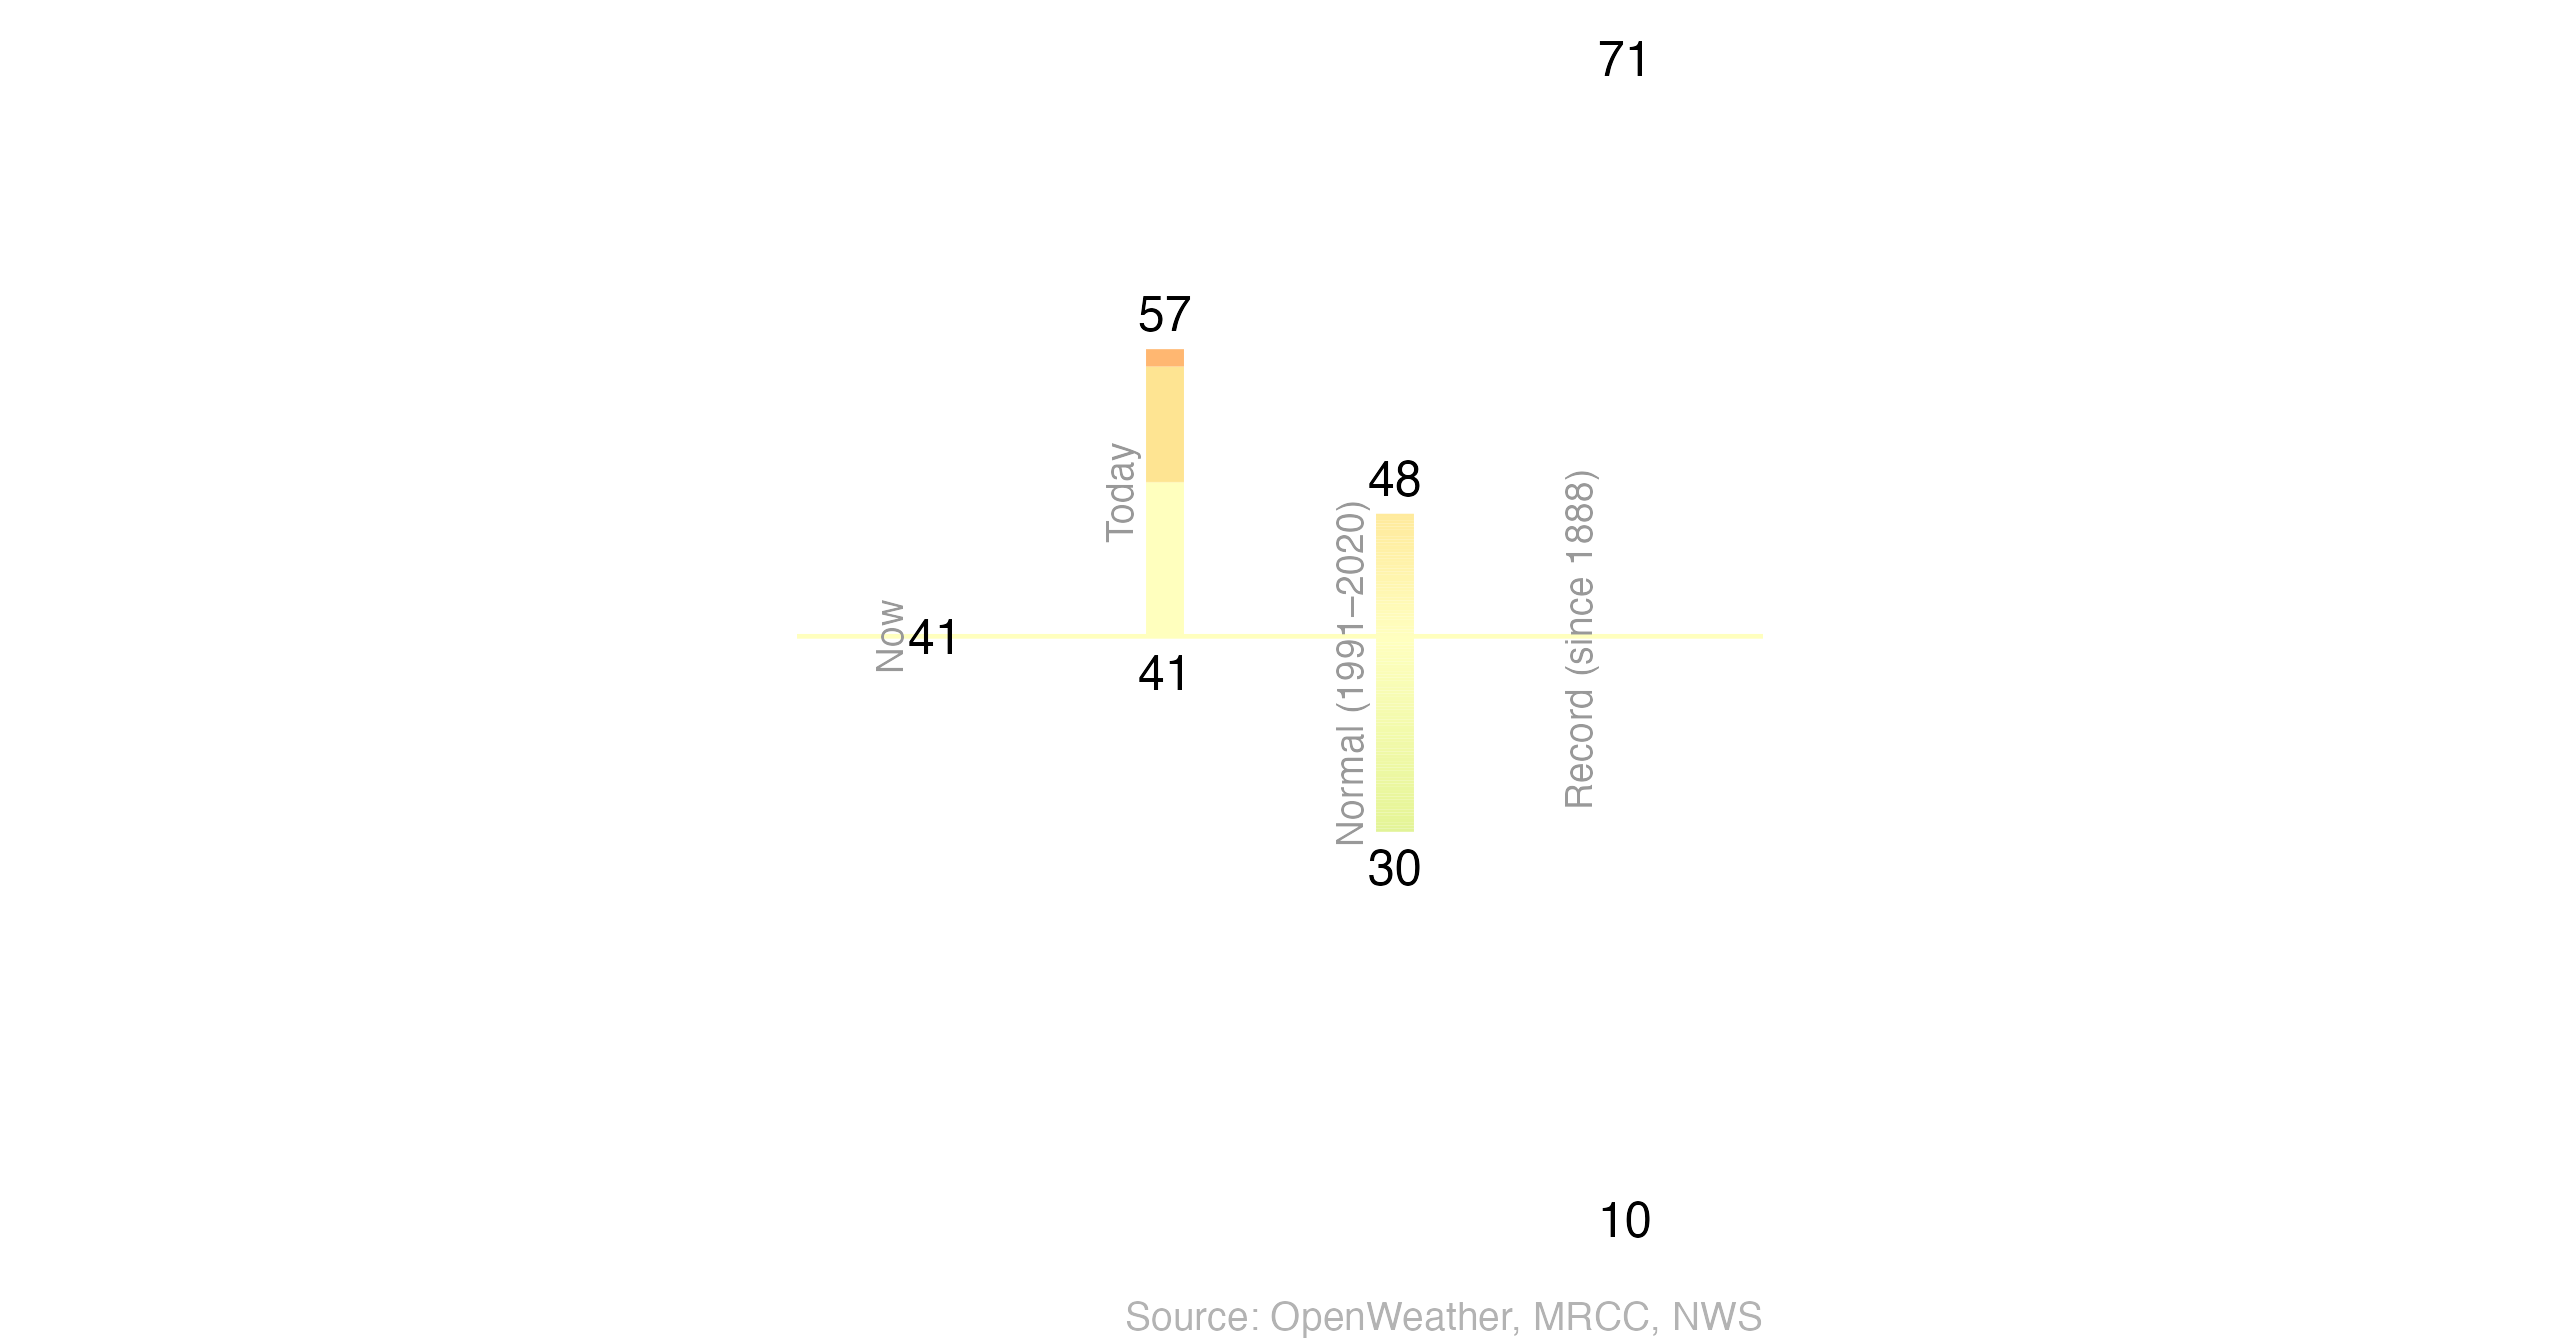 71
57
Today
48
Normal (1991–2020)
Record (since 1888)
Now
41
41
30
10
Source: OpenWeather, MRCC, NWS